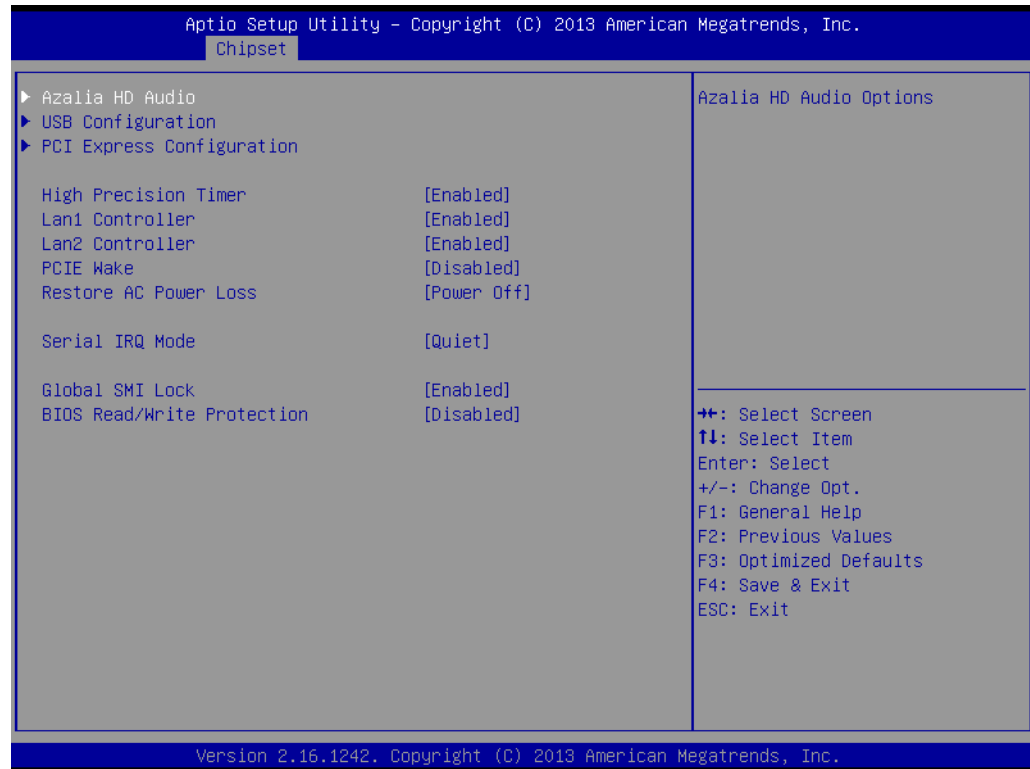 Aptio Setup Utility – Copyright (C) 2013 American Megatrends, Inc.
Chipset
▶ Azalia HD Audio
▶ USB Configuration
▶ PCI Express Configuration
High Precision Timer [Enabled]
Lan1 Controller [Enabled]
Lan2 Controller [Enabled]
PCIE Wake [Disabled]
Restore AC Power Loss [Power Off]
Serial IRQ Mode [Quiet]
Global SMI Lock [Enabled]
BIOS Read/Write Protection [Disabled]
Azalia HD Audio Options
→←: Select Screen
↑↓: Select Item
Enter: Select
+/-: Change Opt.
F1: General Help
F2: Previous Values
F3: Optimized Defaults
F4: Save & Exit
ESC: Exit
Version 2.16.1242. Copyright (C) 2013 American Megatrends, Inc.